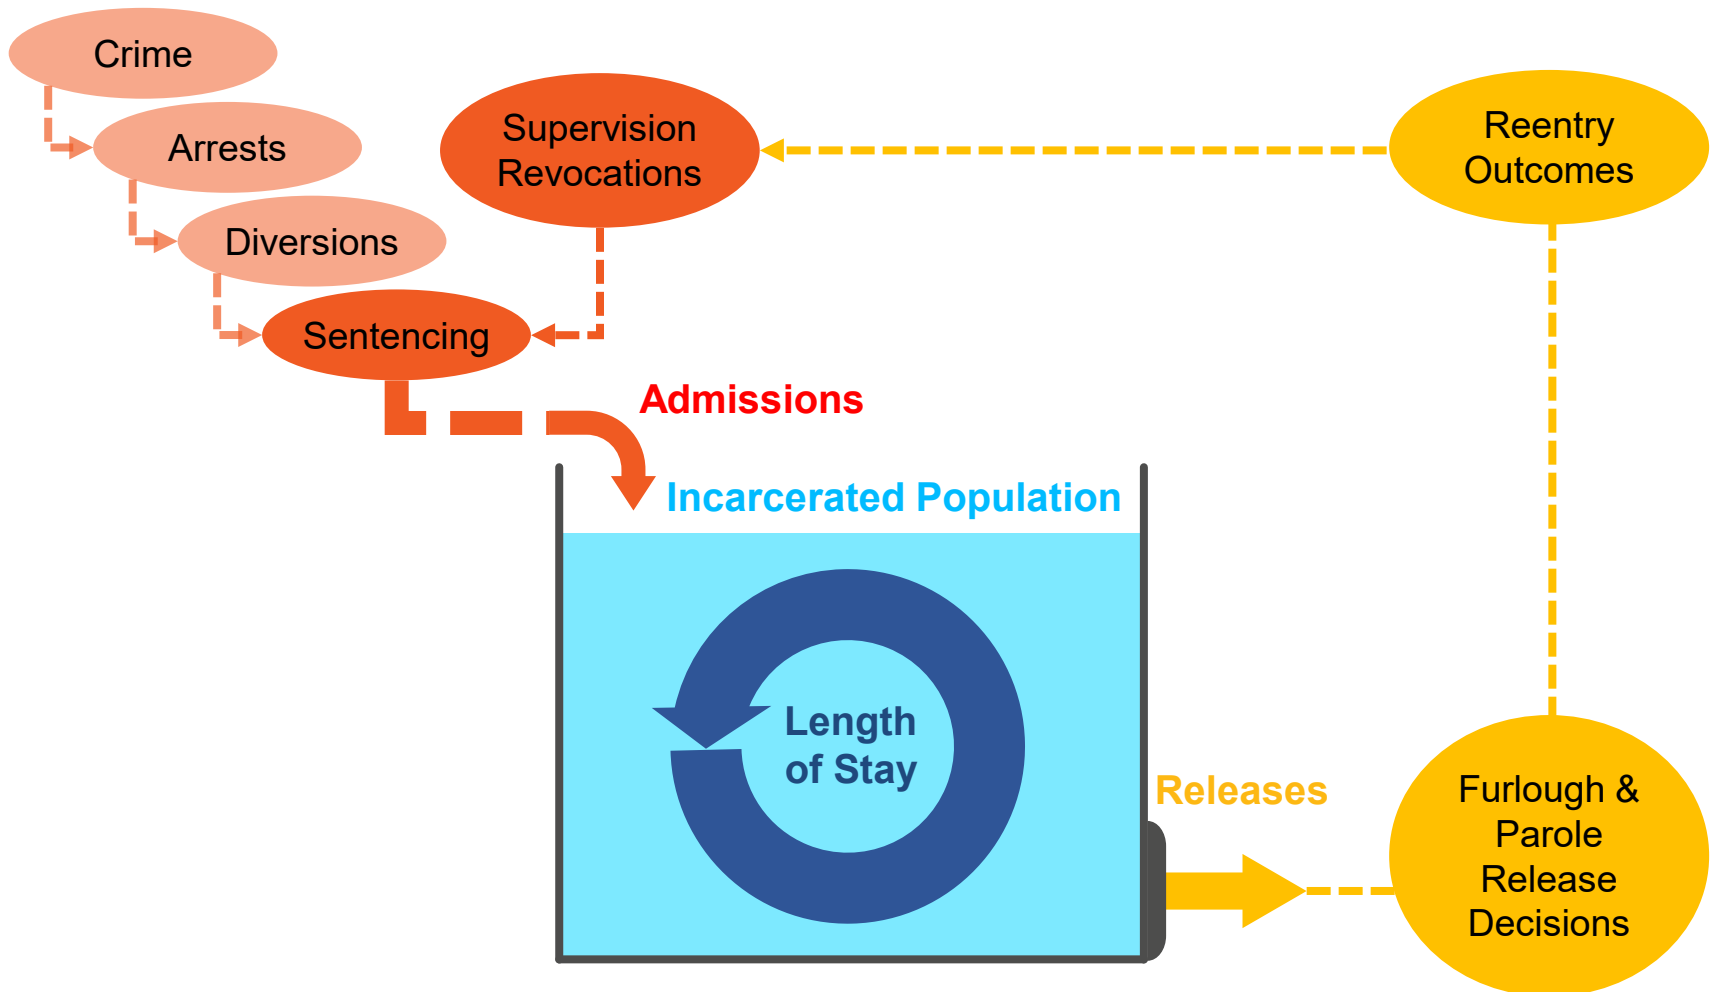 Crime
Arrests
Diversions
Sentencing
Supervision
Revocations
Reentry
Outcomes
Admissions
Incarcerated Population
Length
of Stay
Releases
Furlough &
Parole
Release
Decisions